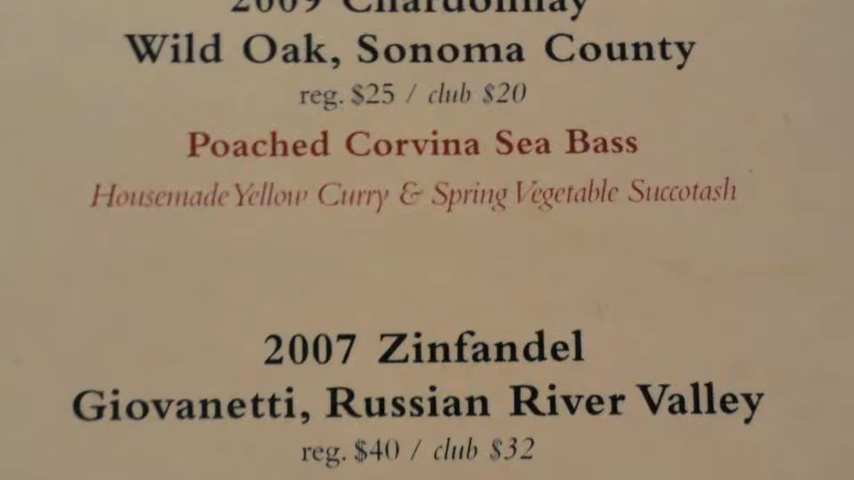 2009 Chardonnay
Wild Oak, Sonoma County
reg. $25 / club $20
Poached Corvina Sea Bass
Housemade Yellow Curry & Spring Vegetable Succotash
2007 Zinfandel
Giovanetti, Russian River Valley
reg. $40 / club $32